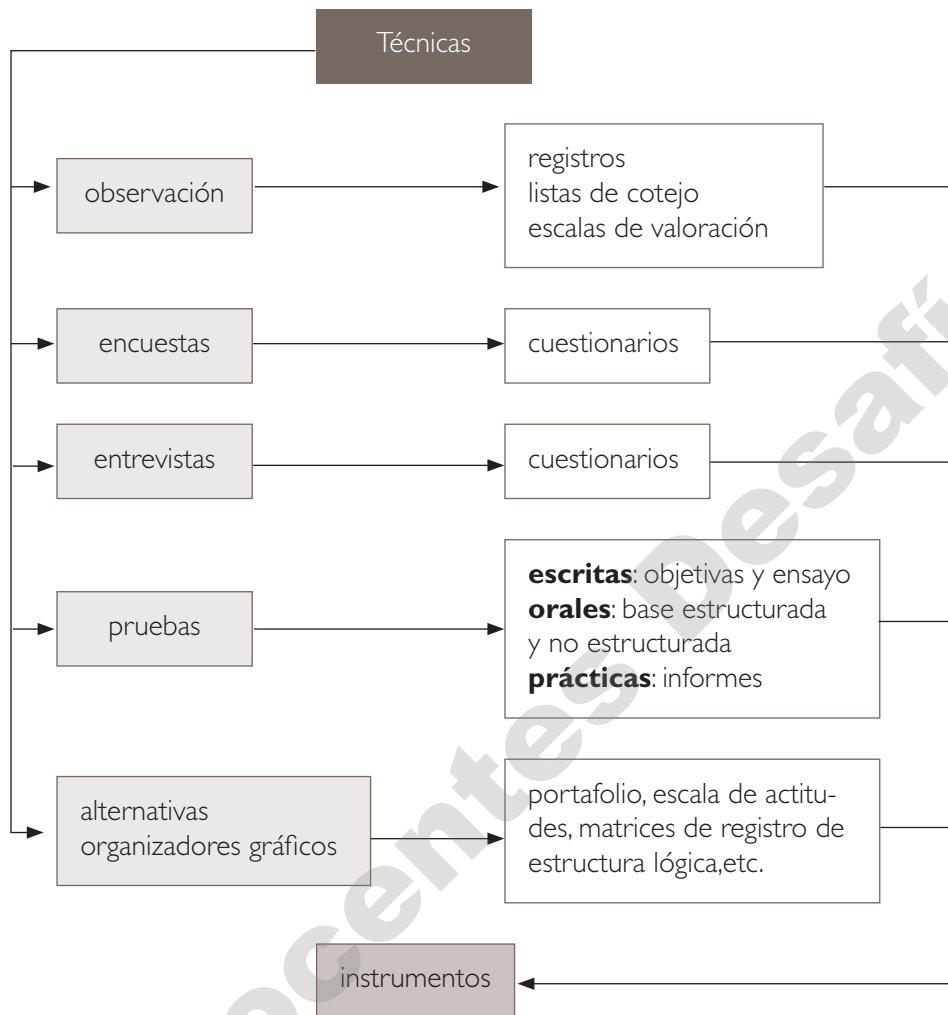 Técnicas
observación
registros
listas de cotejo
escalas de valoración
encuestas
cuestionarios
entrevistas
cuestionarios
pruebas
escritas: objetivas y ensayo
orales: base estructurada
y no estructurada
prácticas: informes
alternativas
organizadores gráficos
portafolio, escala de actitu-
des, matrices de registro de
estructura lógica,etc.
instrumentos
ocentes Desafí